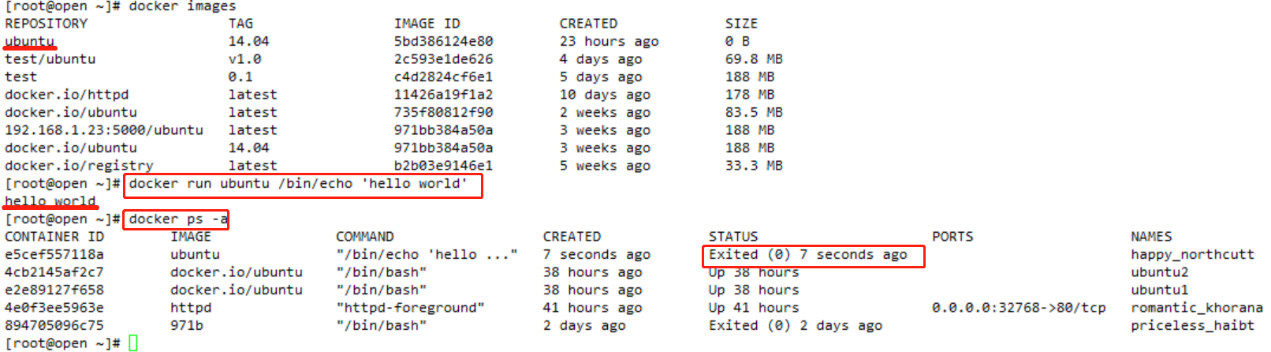 [root@open ~]# docker images
REPOSITORY TAG IMAGE ID CREATED SIZE
ubuntu 14.04 5bd386124e80 23 hours ago 0 B
test/ubuntu v1.0 2c593e1de626 4 days ago 69.8 MB
test 0.1 c4d2824cf6e1 5 days ago 188 MB
docker.io/httpd latest 11426a19f1a2 10 days ago 178 MB
docker.io/ubuntu latest 735f80812f90 2 weeks ago 83.5 MB
192.168.1.23:5000/ubuntu latest 971bb384a50a 3 weeks ago 188 MB
docker.io/ubuntu 14.04 971bb384a50a 3 weeks ago 188 MB
docker.io/registry latest b2b03e9146e1 5 weeks ago 33.3 MB
[root@open ~]# docker run ubuntu /bin/echo 'hello world'
hello world
[root@open ~]# docker ps -a
CONTAINER ID IMAGE COMMAND CREATED STATUS PORTS NAMES
e5cef557118a ubuntu "/bin/echo 'hello ..." 7 seconds ago Exited (0) 7 seconds ago happy_northcutt
4cb2145af2c7 docker.io/ubuntu "/bin/bash" 38 hours ago Up 38 hours ubuntu2
e2e89127f658 docker.io/ubuntu "/bin/bash" 38 hours ago Up 38 hours ubuntu1
4e0f3ee5963e httpd "httpd-foreground" 41 hours ago Up 41 hours 0.0.0.0:32768->80/tcp romantic_khorana
894705096c75 971b "/bin/bash" 2 days ago Exited (0) 2 days ago priceless_haibt
[root@open ~]#